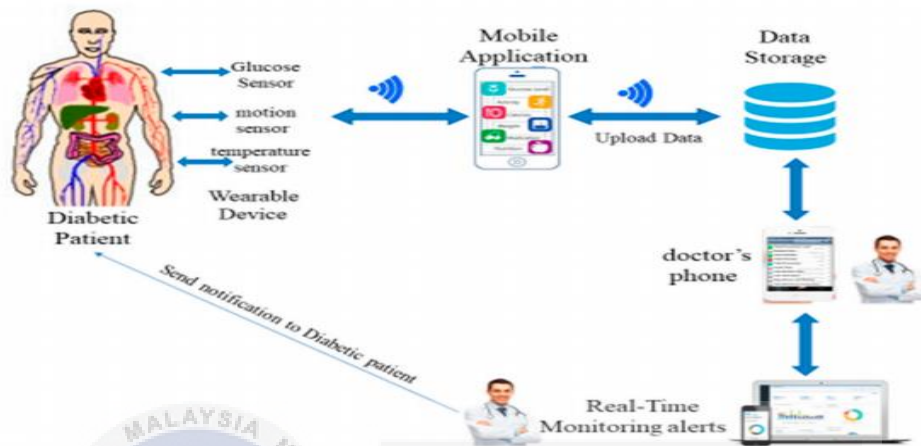 Glucose
Sensor
motion
sensor
temperature
sensor
Wearable
Device
Diabetic
Patient
Mobile
Application
Upload Data
Data
Storage
doctor's
phone
Real-Time
Monitoring alerts
Send notification to Diabetic patient
MALAYSIA